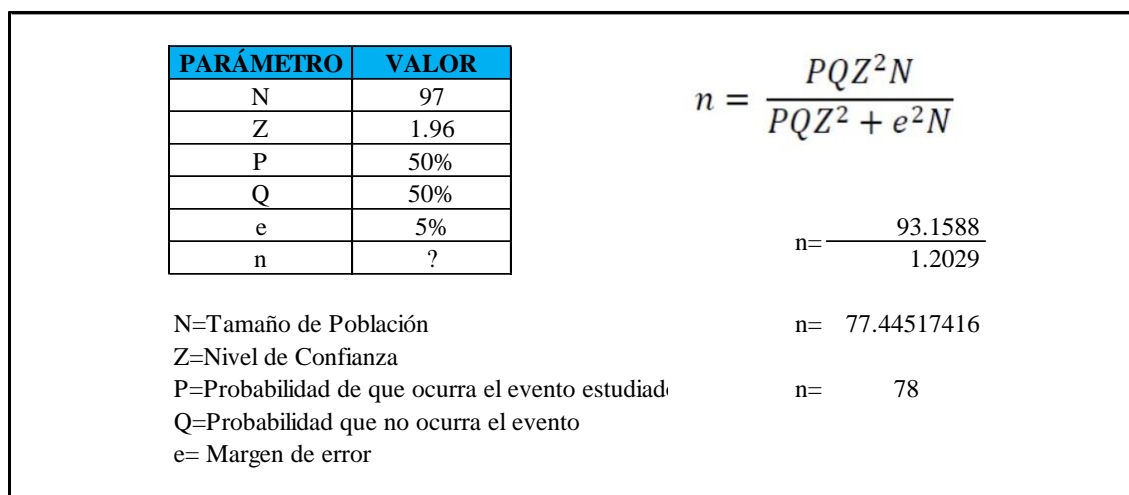 PARÁMETRO VALOR
N 97
Z 1.96
P 50%
Q 50%
e 5%
n ?
n = PQZ²N / PQZ² + e²N
n= 93.1588 / 1.2029
N=Tamaño de Población
n= 77.44517416
Z=Nivel de Confianza
P=Probabilidad de que ocurra el evento estudiad
n= 78
Q=Probabilidad que no ocurra el evento
e= Margen de error